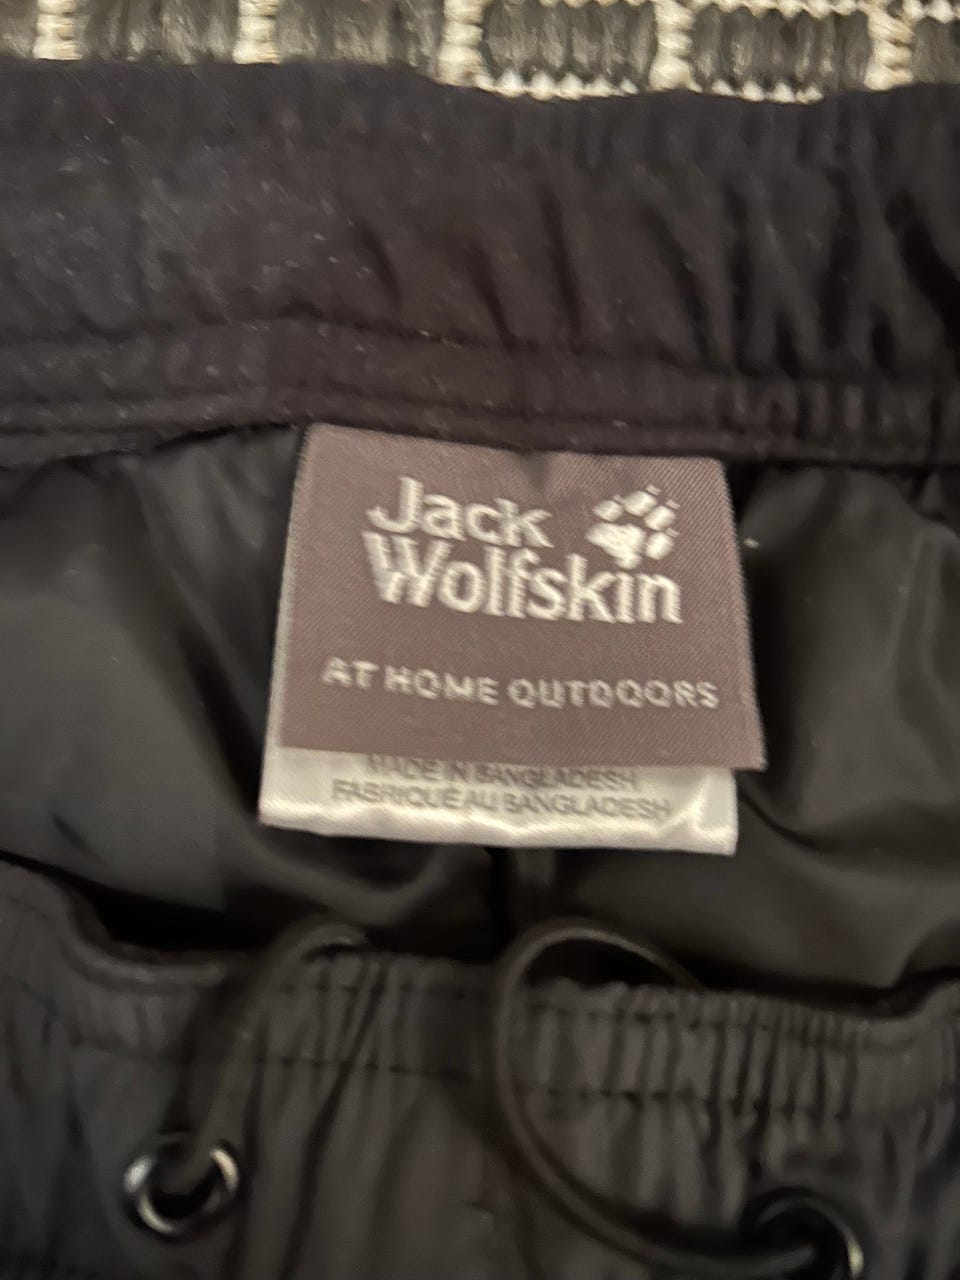 Jack
Wolfskin
AT HOME OUTDOORS
MADE IN BANGLADESH
FABRIQUÉ AU BANGLADESH